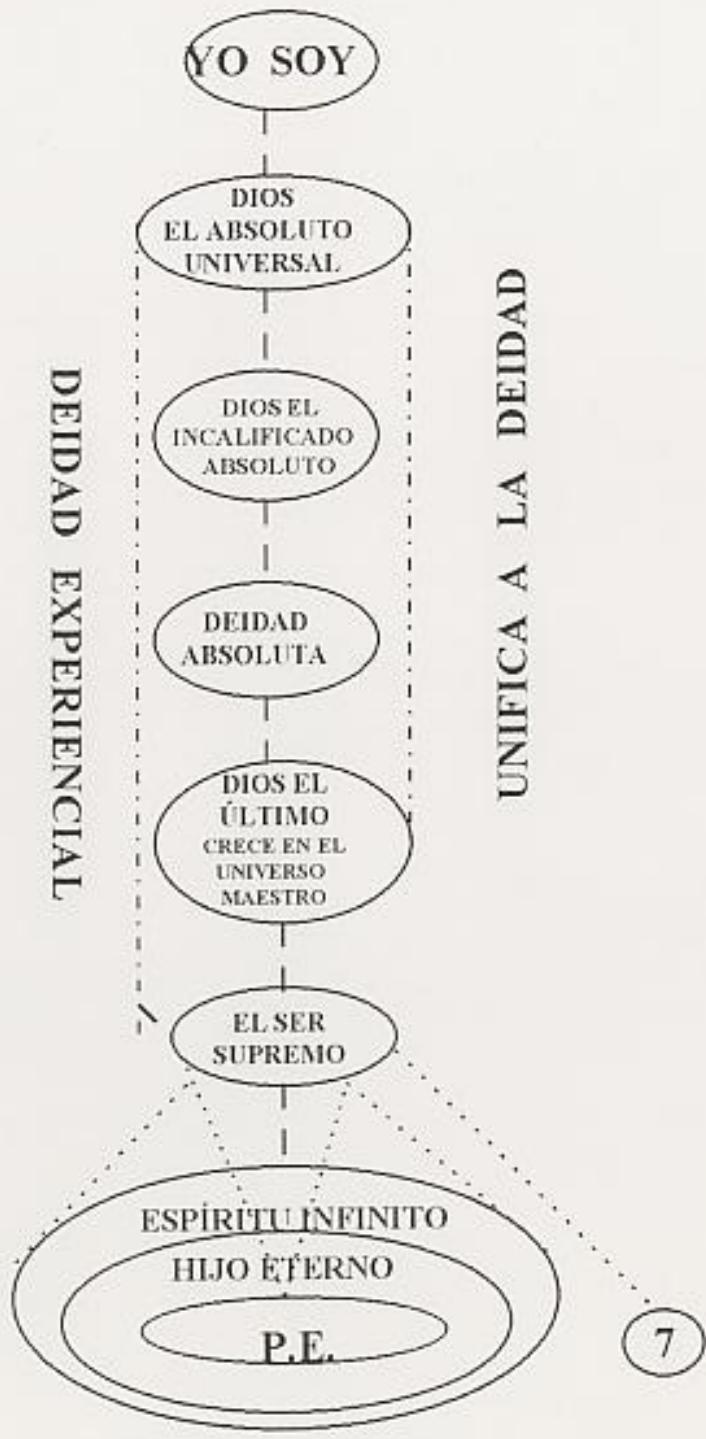 YO SOY
DIOS
EL ABSOLUTO
UNIVERSAL
DEIDAD EXPERIENCIAL
UNIFICA A LA DEIDAD
DIOS EL
INCALIFICADO
ABSOLUTO
DEIDAD
ABSOLUTA
DIOS EL
ÚLTIMO
CRECE EN EL
UNIVERSO
MAESTRO
EL SER
SUPREMO
ESPÍRITU INFINITO
HIJO ETERNO
P.E.
7